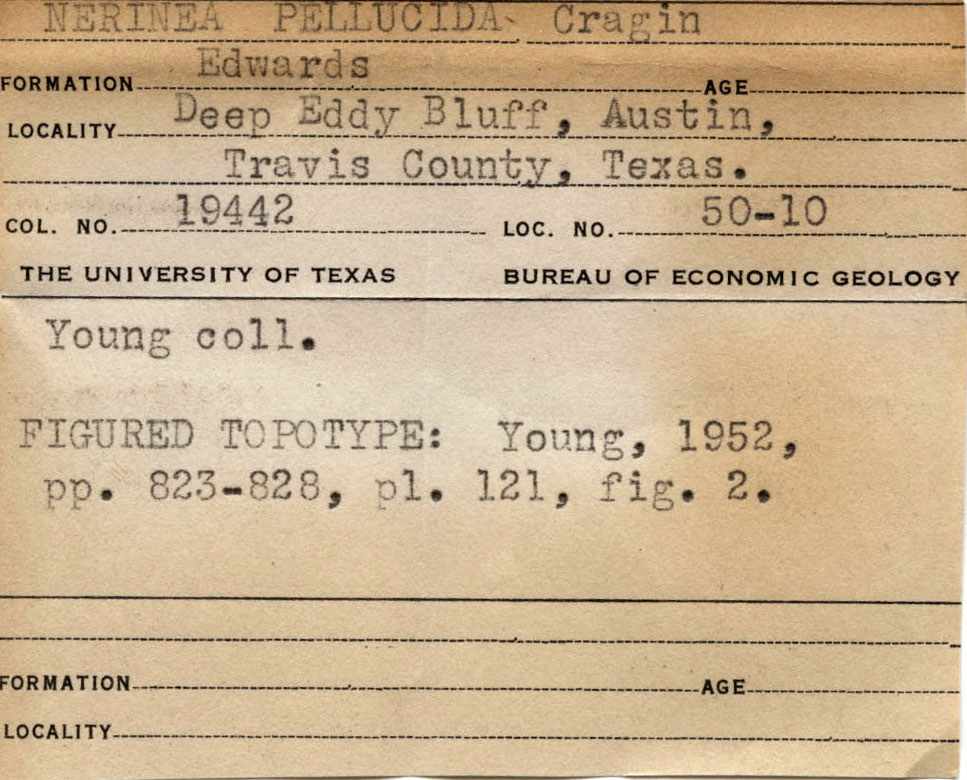 NERINEA PELLUCIDA Cragin
FORMATION Edwards AGE
LOCALITY Deep Eddy Bluff, Austin,
Travis County, Texas.
COL. NO. 19442 LOC. NO. 50-10
THE UNIVERSITY OF TEXAS BUREAU OF ECONOMIC GEOLOGY
Young coll.
FIGURED TOPOTYPE: Young, 1952,
pp. 823-828, pl. 121, fig. 2.
FORMATION AGE
LOCALITY